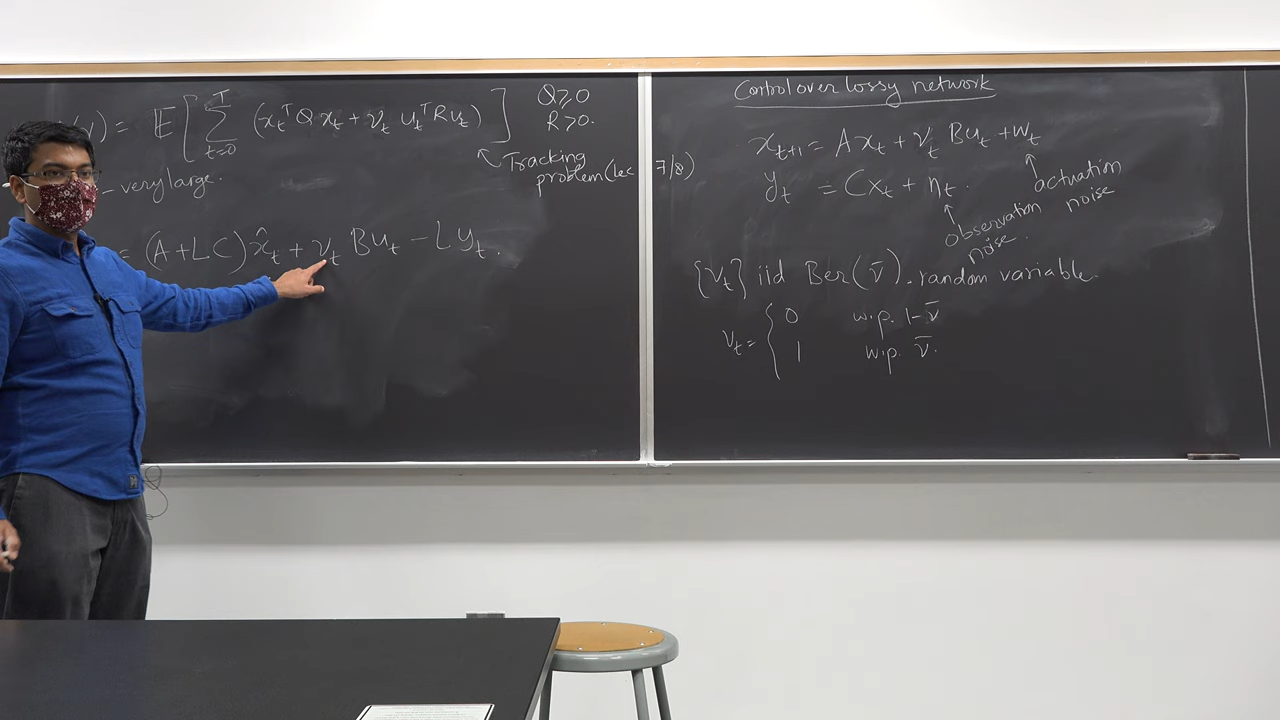 ) = 𝔼[ Σ_{t=0}^{T} (x_t^T Q x_t + ν_t u_t^T R u_t) ]
Q ≥ 0
R > 0.
Tracking
problem (lec 7/8)
– very large.
= (A + LC) x̂_t + ν_t B u_t – L y_t.
Control over lossy network
x_{t+1} = A x_t + ν_t B u_t + w_t
y_t = C x_t + η_t.
actuation
noise
observation
noise.
{ν_t} iid Ber(ν̄) – random variable.
ν_t = { 0 w.p. 1-ν̄
1 w.p. ν̄.